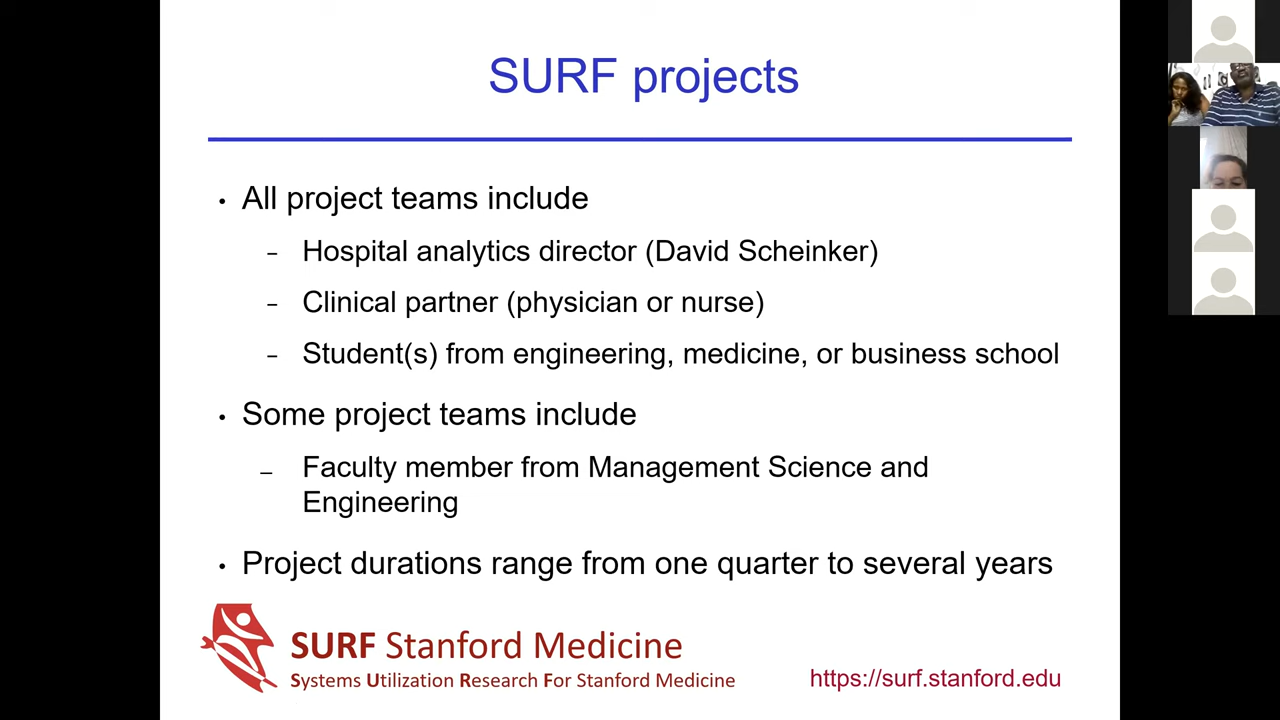 SURF projects
• All project teams include
– Hospital analytics director (David Scheinker)
– Clinical partner (physician or nurse)
– Student(s) from engineering, medicine, or business school
• Some project teams include
– Faculty member from Management Science and
Engineering
• Project durations range from one quarter to several years
SURF Stanford Medicine
Systems Utilization Research For Stanford Medicine
https://surf.stanford.edu